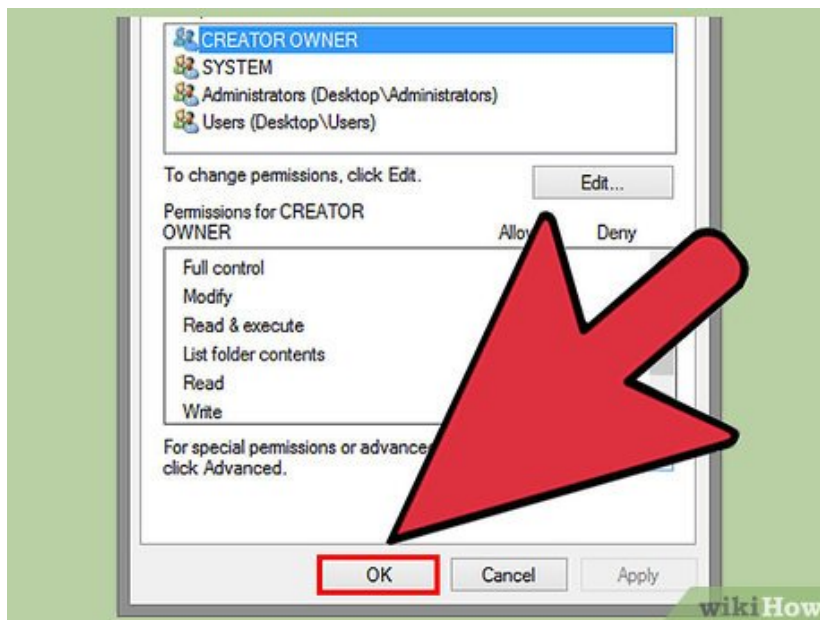 CREATOR OWNER
SYSTEM
Administrators (Desktop\Administrators)
Users (Desktop\Users)
To change permissions, click Edit.
Edit...
Permissions for CREATOR
OWNER
Deny
Full control
Modify
Read & execute
List folder contents
Read
Write
For special permissions or
click Advanced.
OK
Cancel
Apply
wikiHow